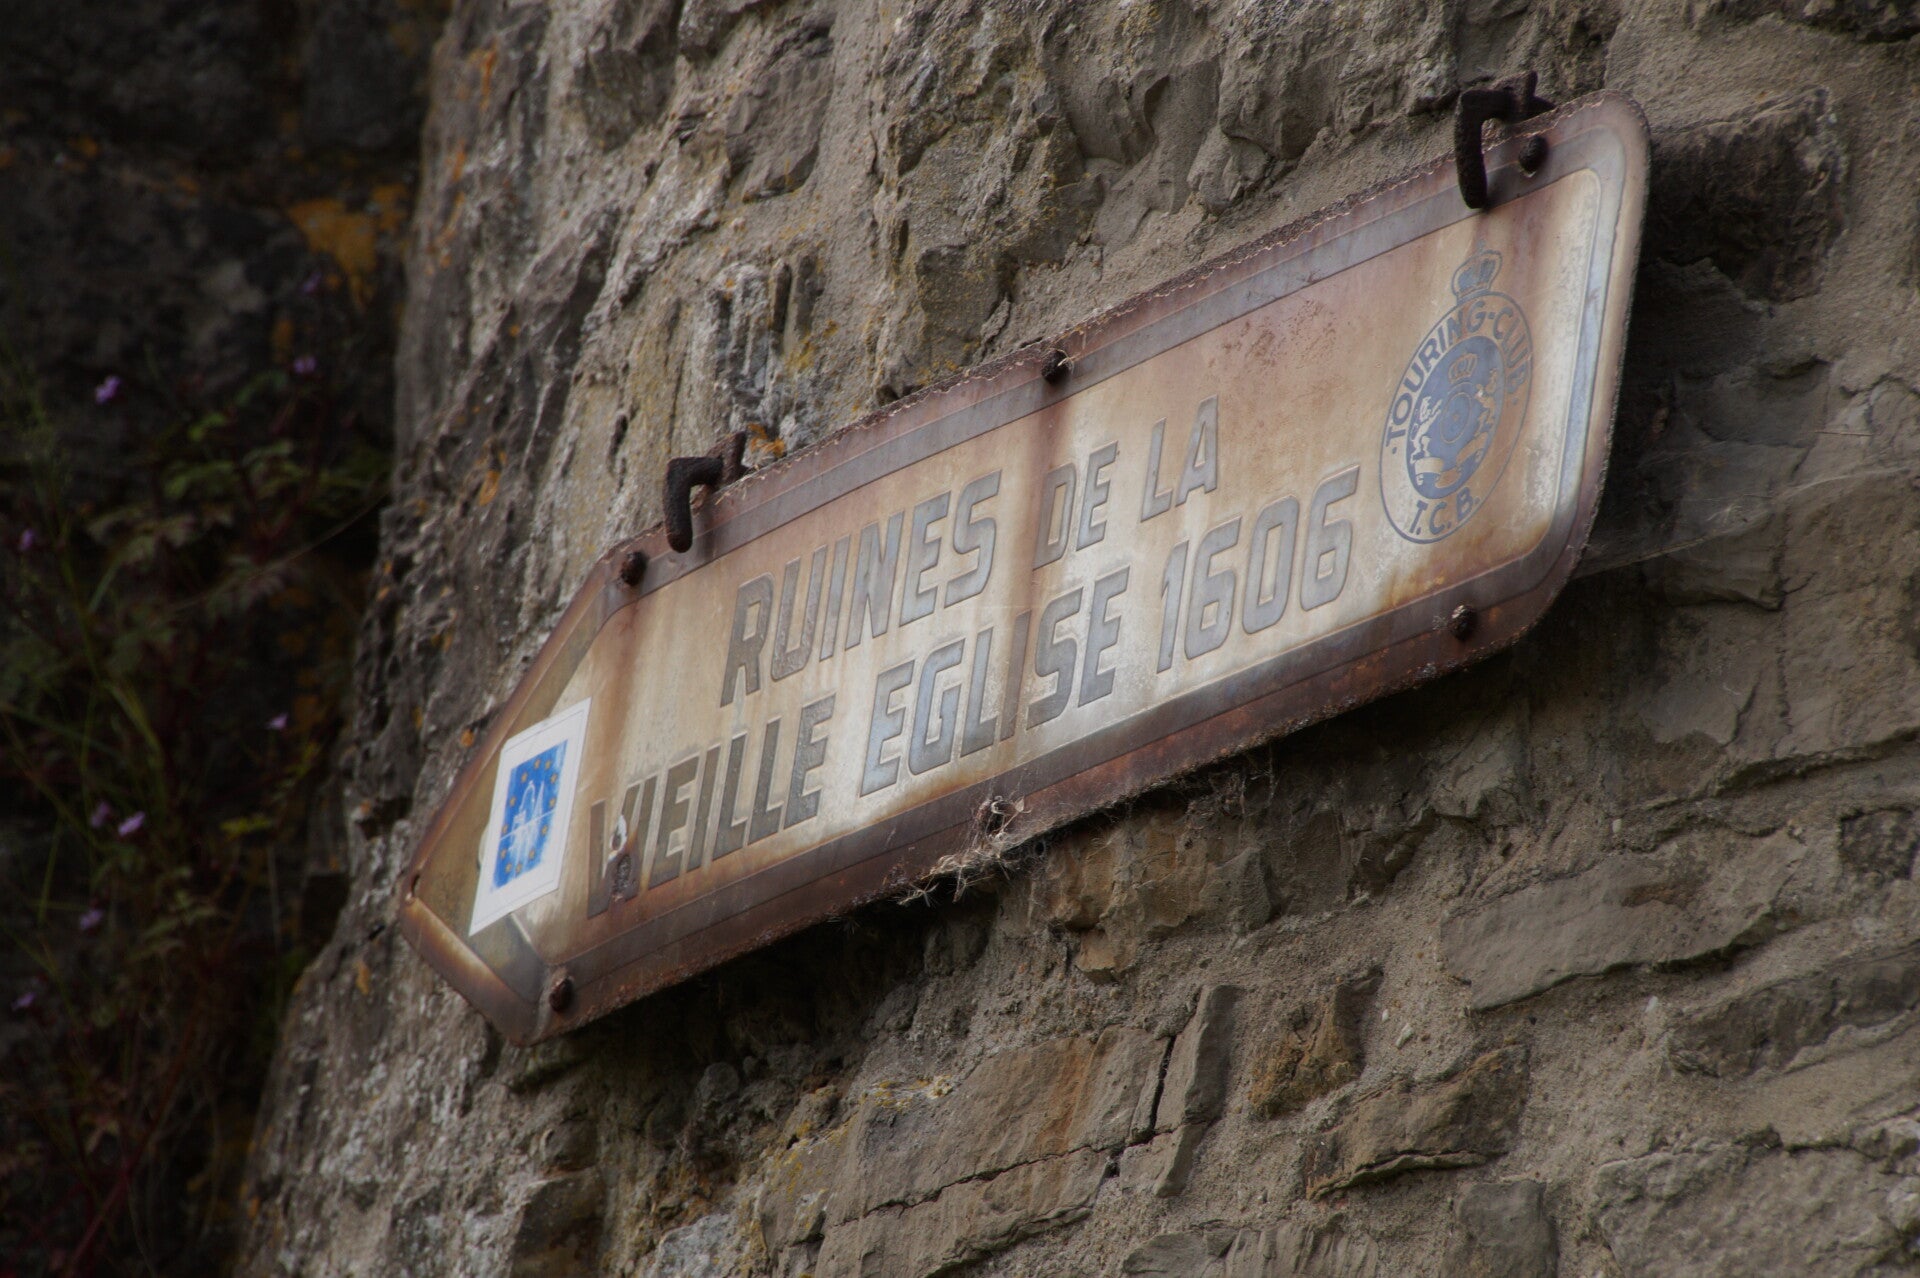 RUINES DE LA
VIEILLE EGLISE 1606
·TOURING·CLUB·
T.C.B.